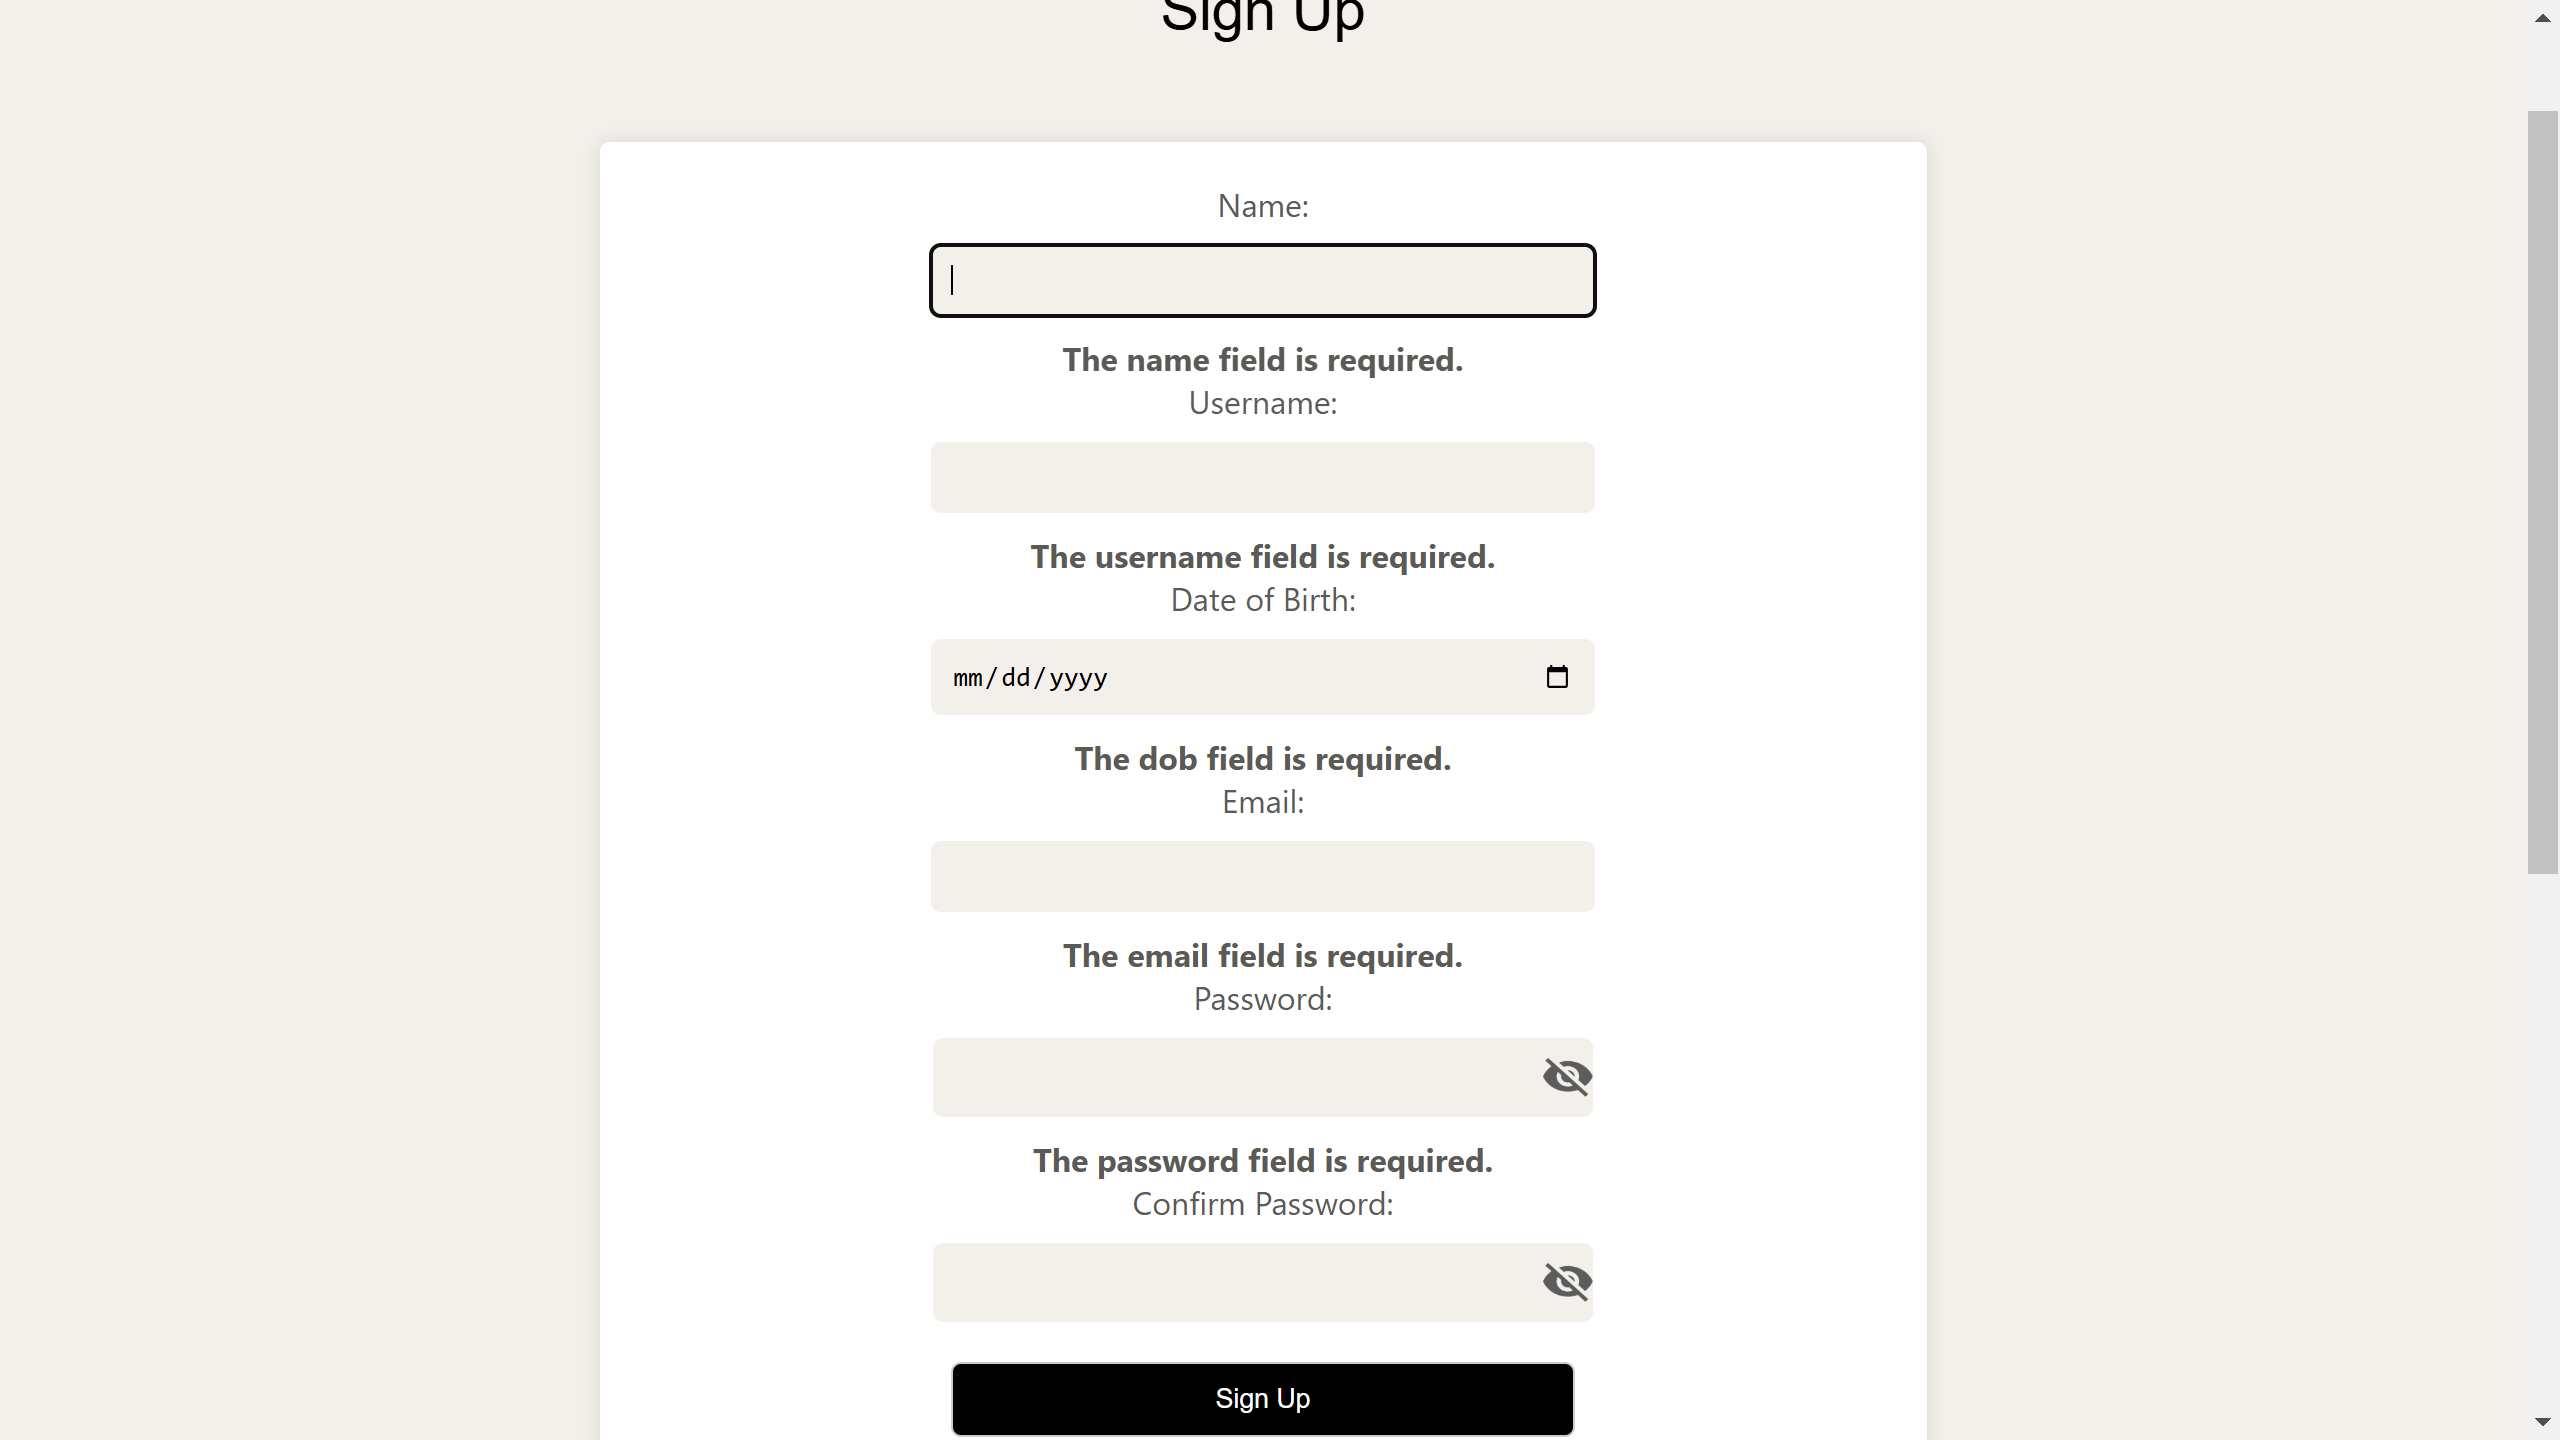 Sign Up
Name:
The name field is required.
Username:
The username field is required.
Date of Birth:
mm/dd/yyyy
The dob field is required.
Email:
The email field is required.
Password:
The password field is required.
Confirm Password:
Sign Up